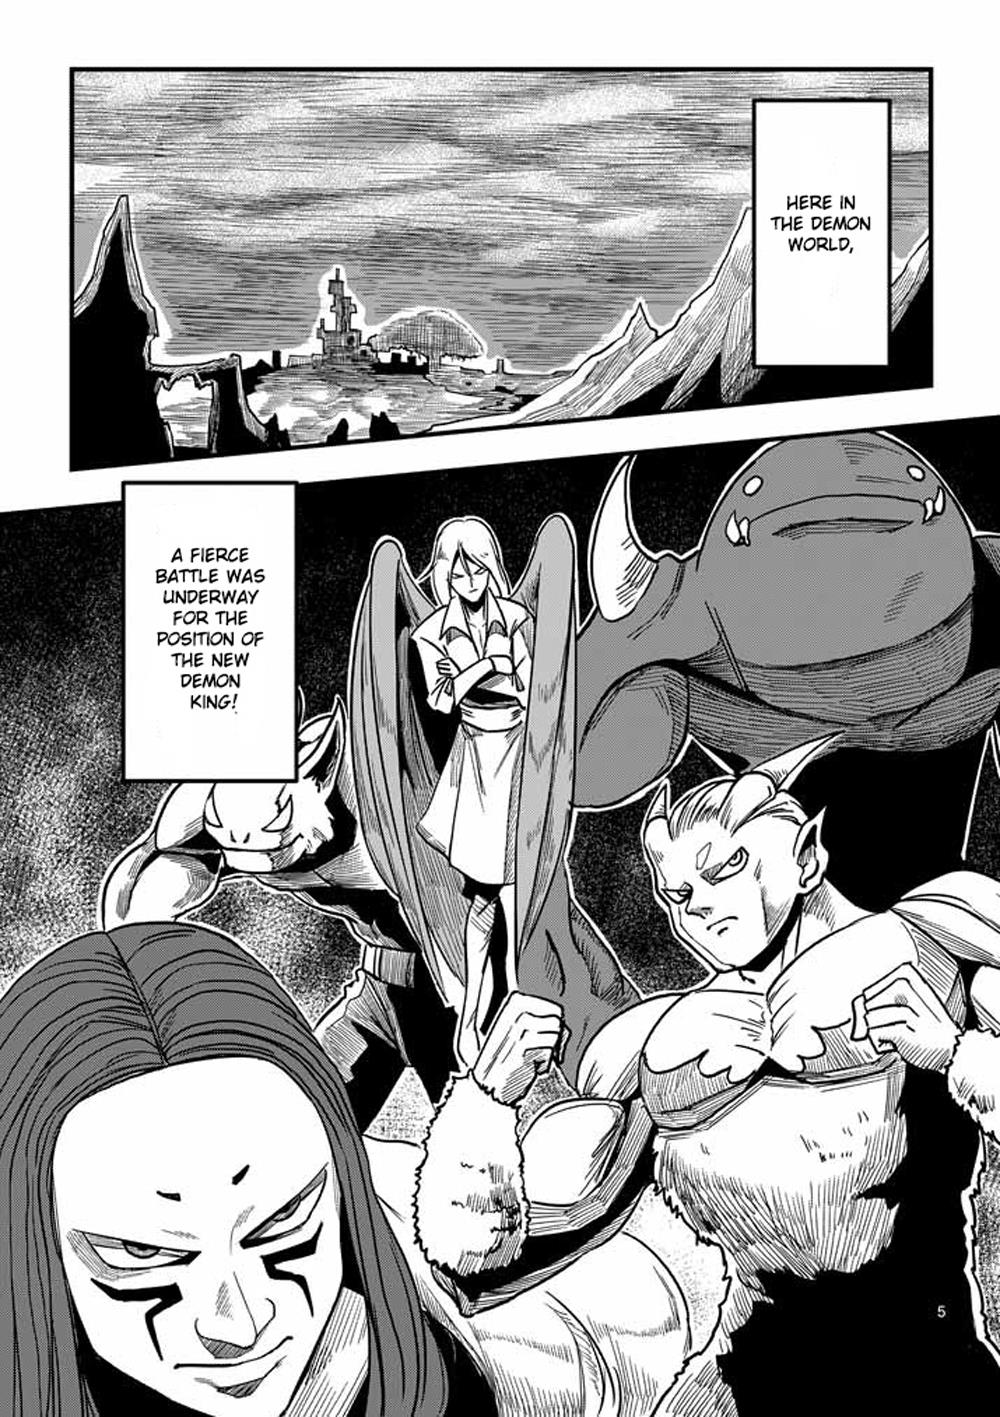 HERE IN
THE DEMON
WORLD,
A FIERCE
BATTLE WAS
UNDERWAY
FOR THE
POSITION OF
THE NEW
DEMON
KING!
5